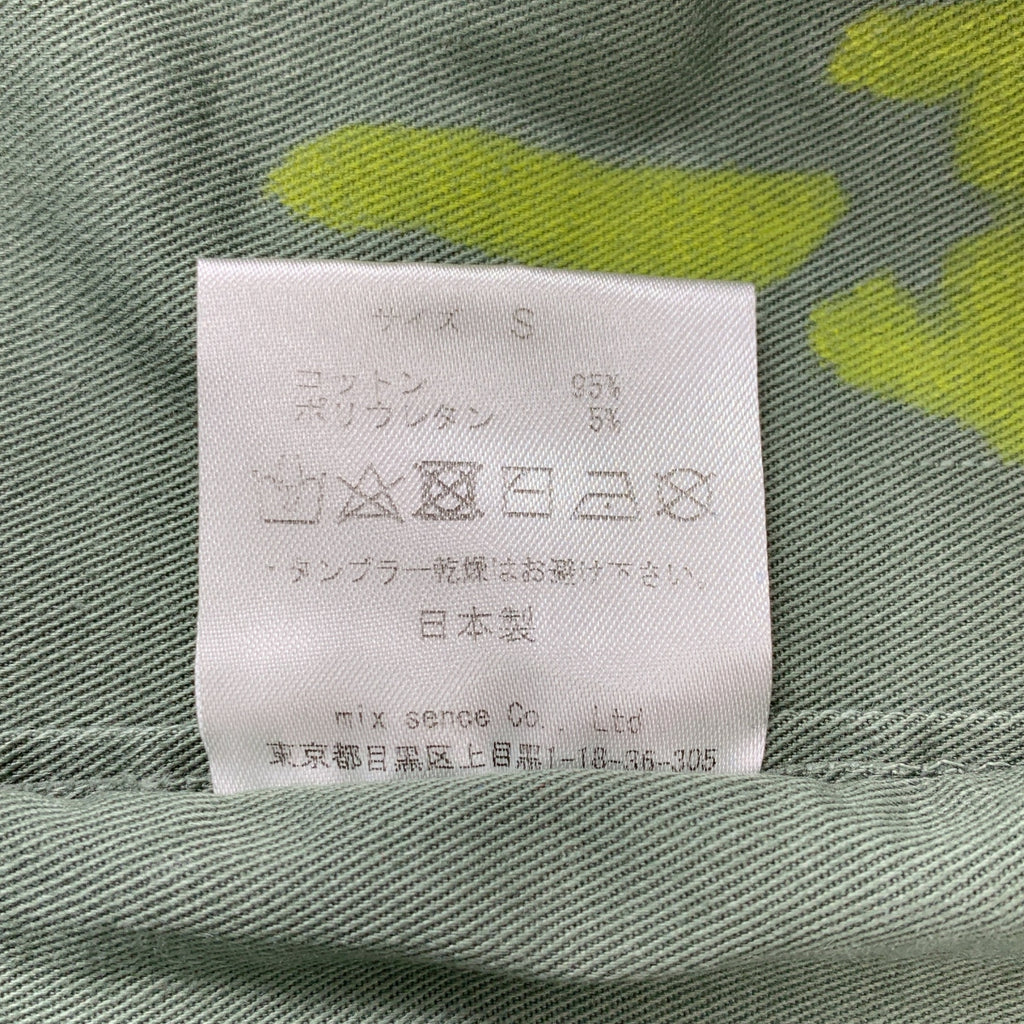 サイズ S
コットン 95%
ポリウレタン 5%
・タンブラー乾燥はお避け下さい。
日本製
mix sence Co., Ltd
東京都目黒区上目黒1-18-36-305